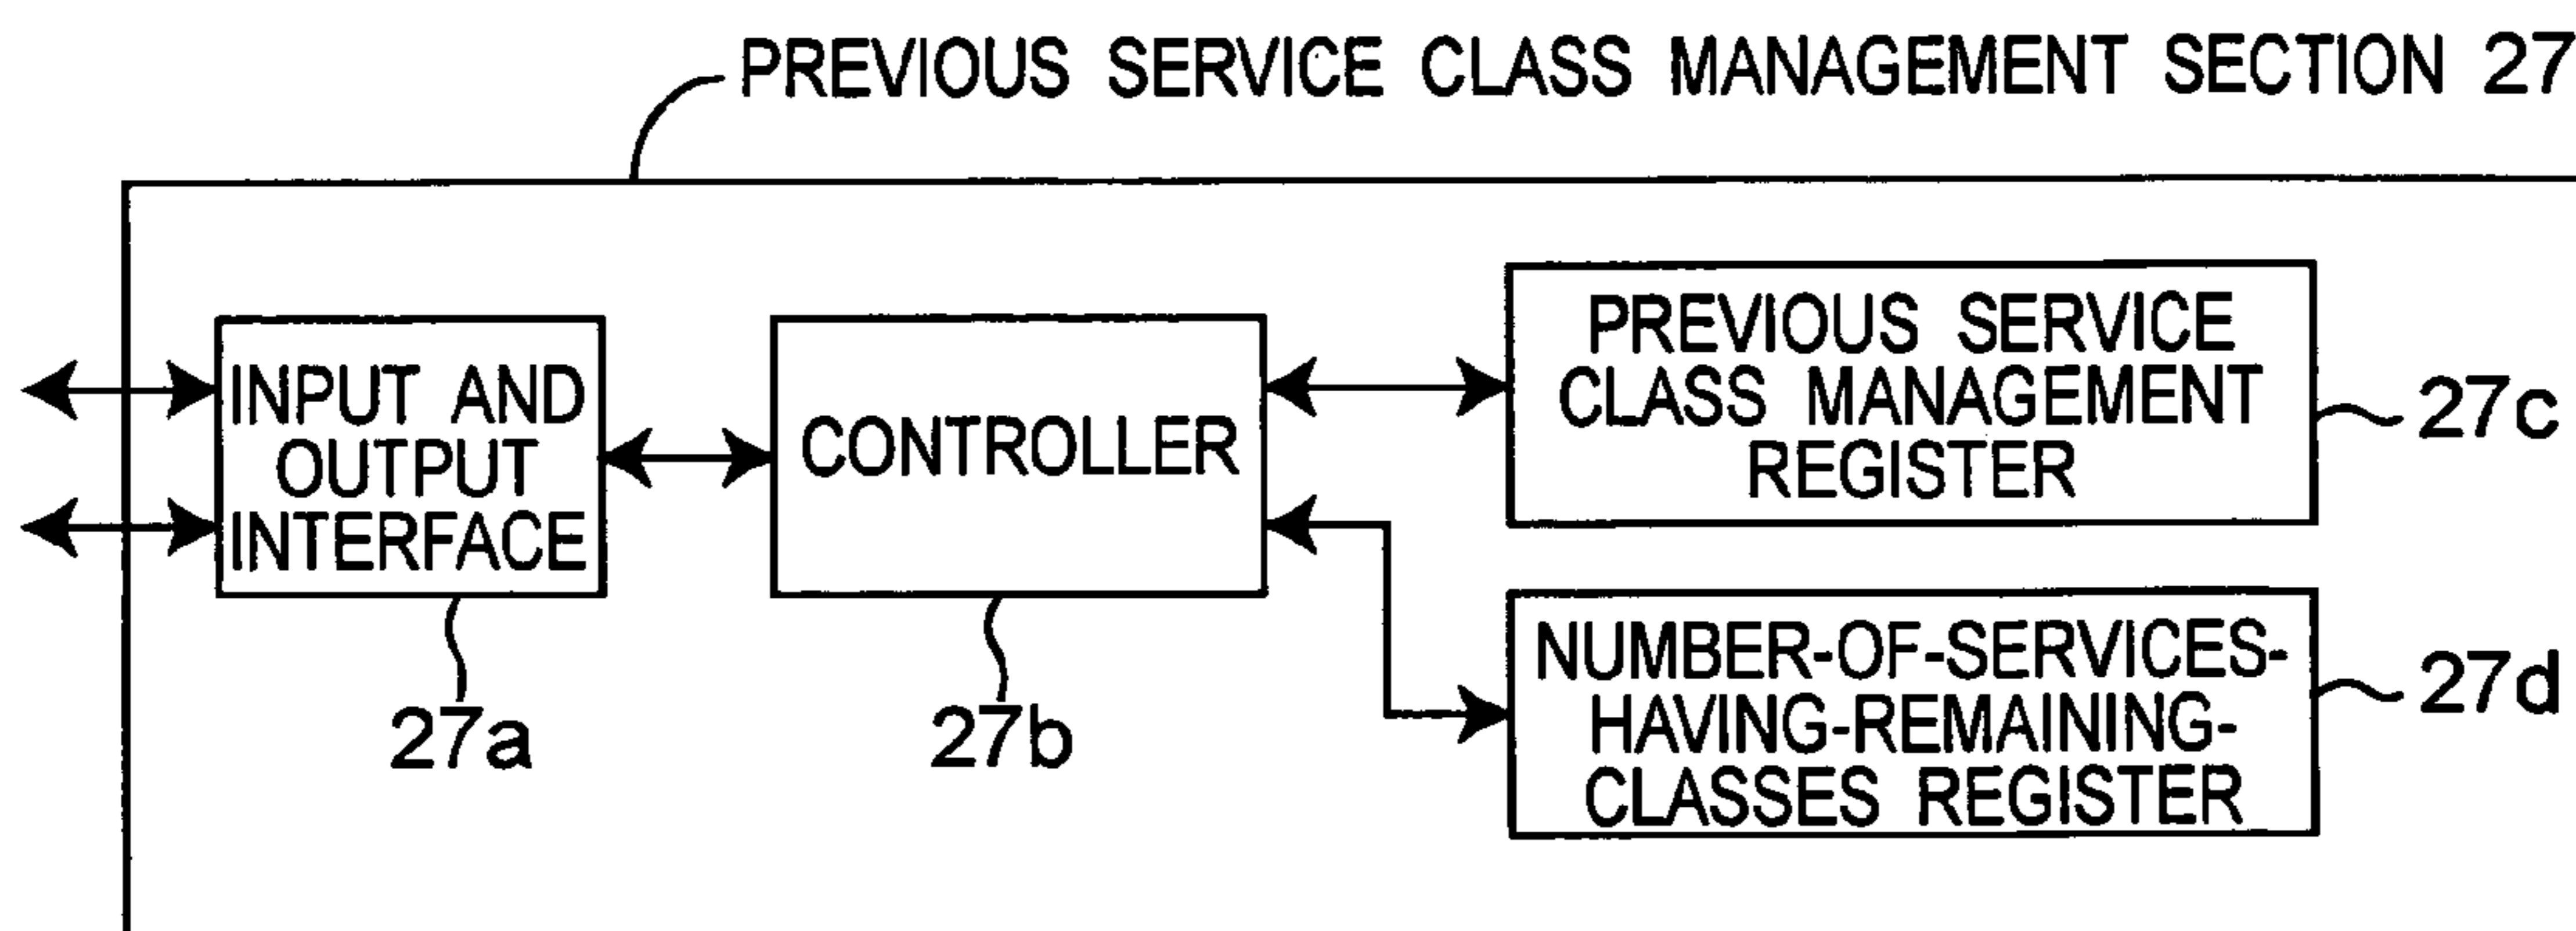 PREVIOUS SERVICE CLASS MANAGEMENT SECTION 27
INPUT AND
OUTPUT
INTERFACE
27a
CONTROLLER
27b
PREVIOUS SERVICE
CLASS MANAGEMENT
REGISTER
27c
NUMBER-OF-SERVICES-
HAVING-REMAINING-
CLASSES REGISTER
27d